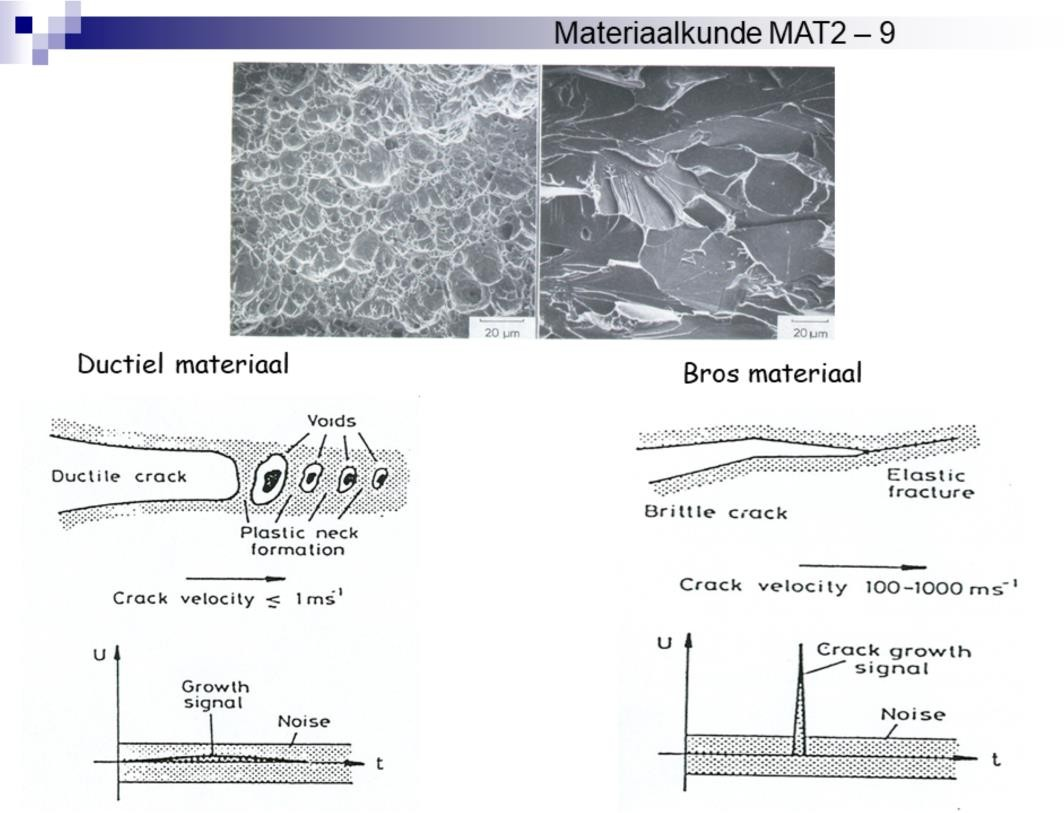 Materiaalkunde MAT2 – 9
20 µm
20 µm
Ductiel materiaal
Bros materiaal
Voids
Ductile crack
Plastic neck
formation
Crack velocity ≤ 1 ms⁻¹
Elastic
fracture
Brittle crack
Crack velocity 100-1000 ms⁻¹
U
Growth
signal
Noise
t
U
Crack growth
signal
Noise
t